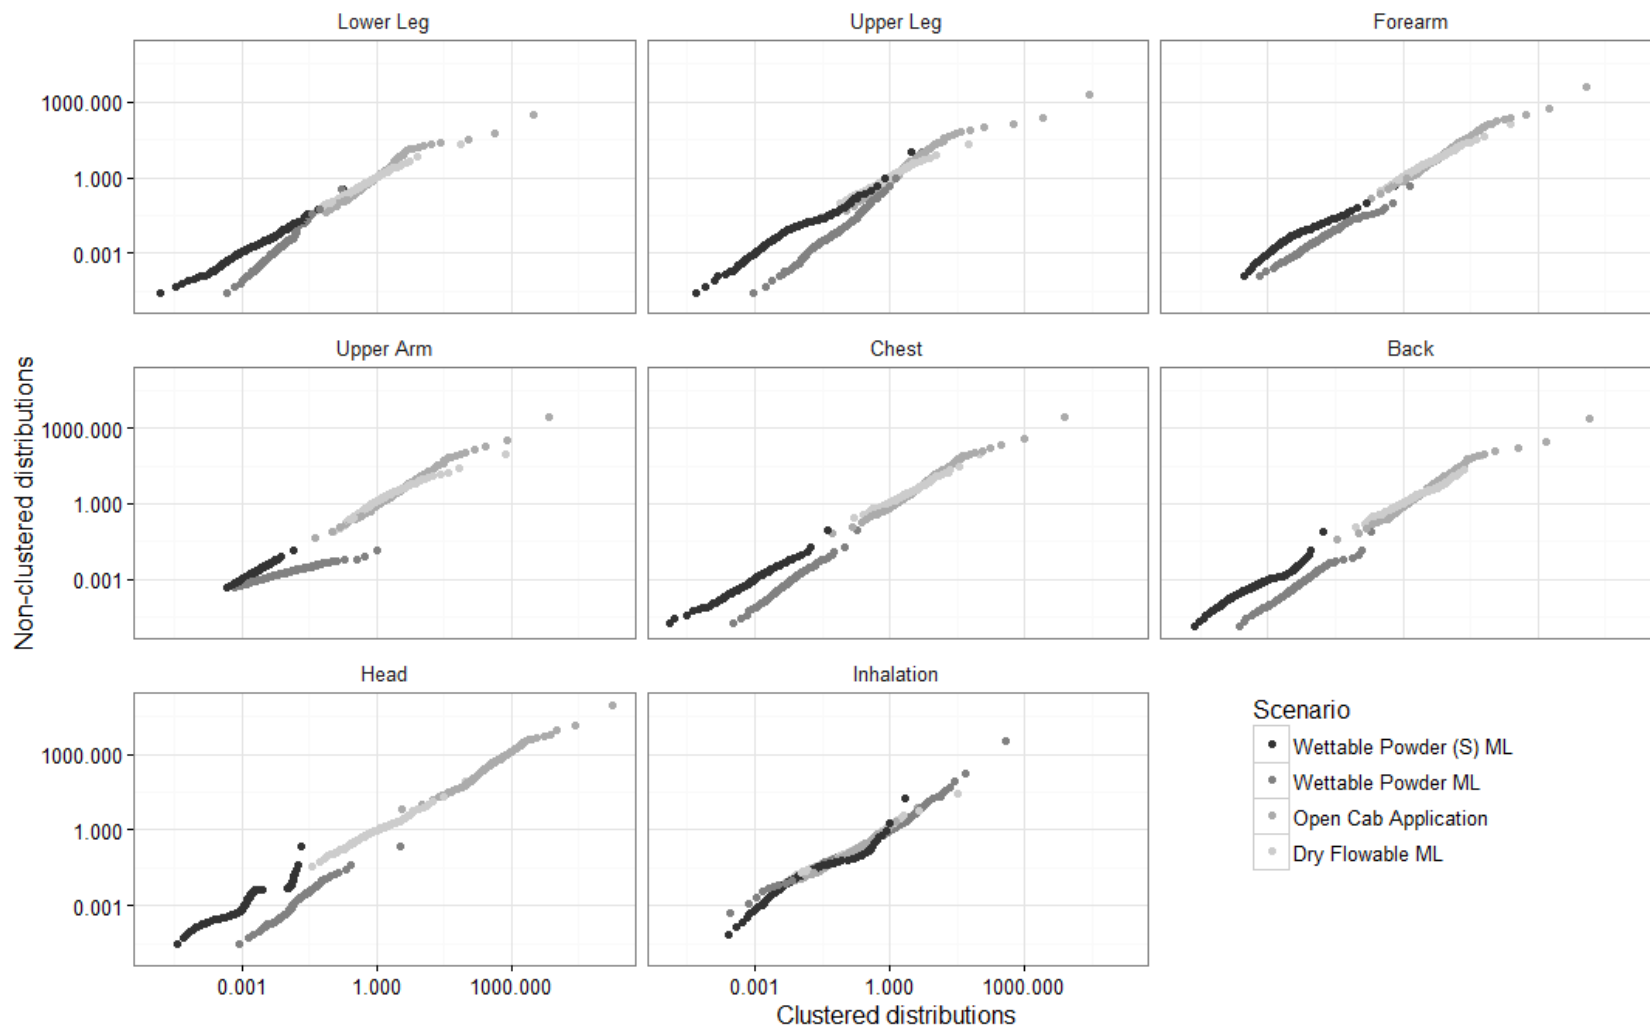 Lower Leg
Upper Leg
Forearm
1000.000
1.000
0.001
Upper Arm
Chest
Back
1000.000
1.000
0.001
Non-clustered distributions
Head
Inhalation
1000.000
1.000
0.001
0.001
1.000
1000.000
0.001
1.000
1000.000
Clustered distributions
Scenario
Wettable Powder (S) ML
Wettable Powder ML
Open Cab Application
Dry Flowable ML